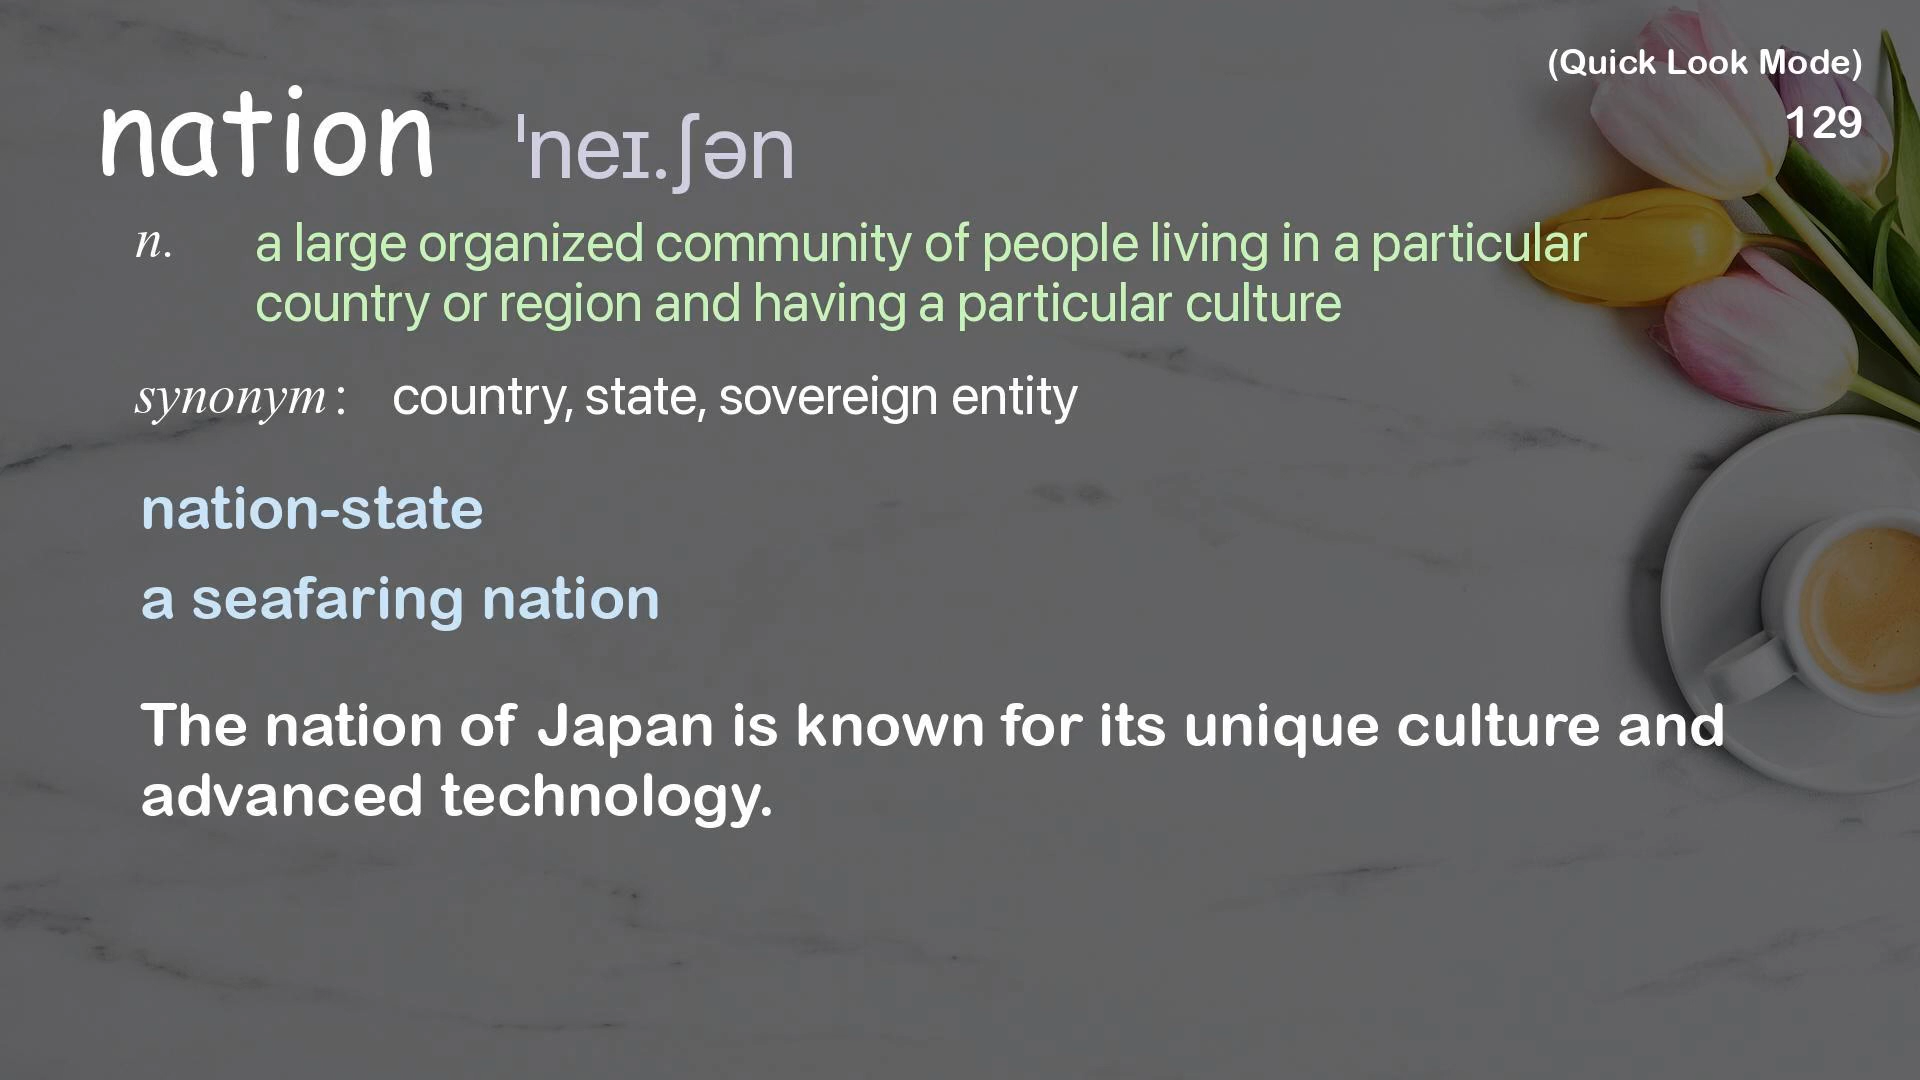 (Quick Look Mode)
129
nation ˈneɪ.ʃən
n. a large organized community of people living in a particular
country or region and having a particular culture
synonym: country, state, sovereign entity
nation-state
a seafaring nation
The nation of Japan is known for its unique culture and
advanced technology.